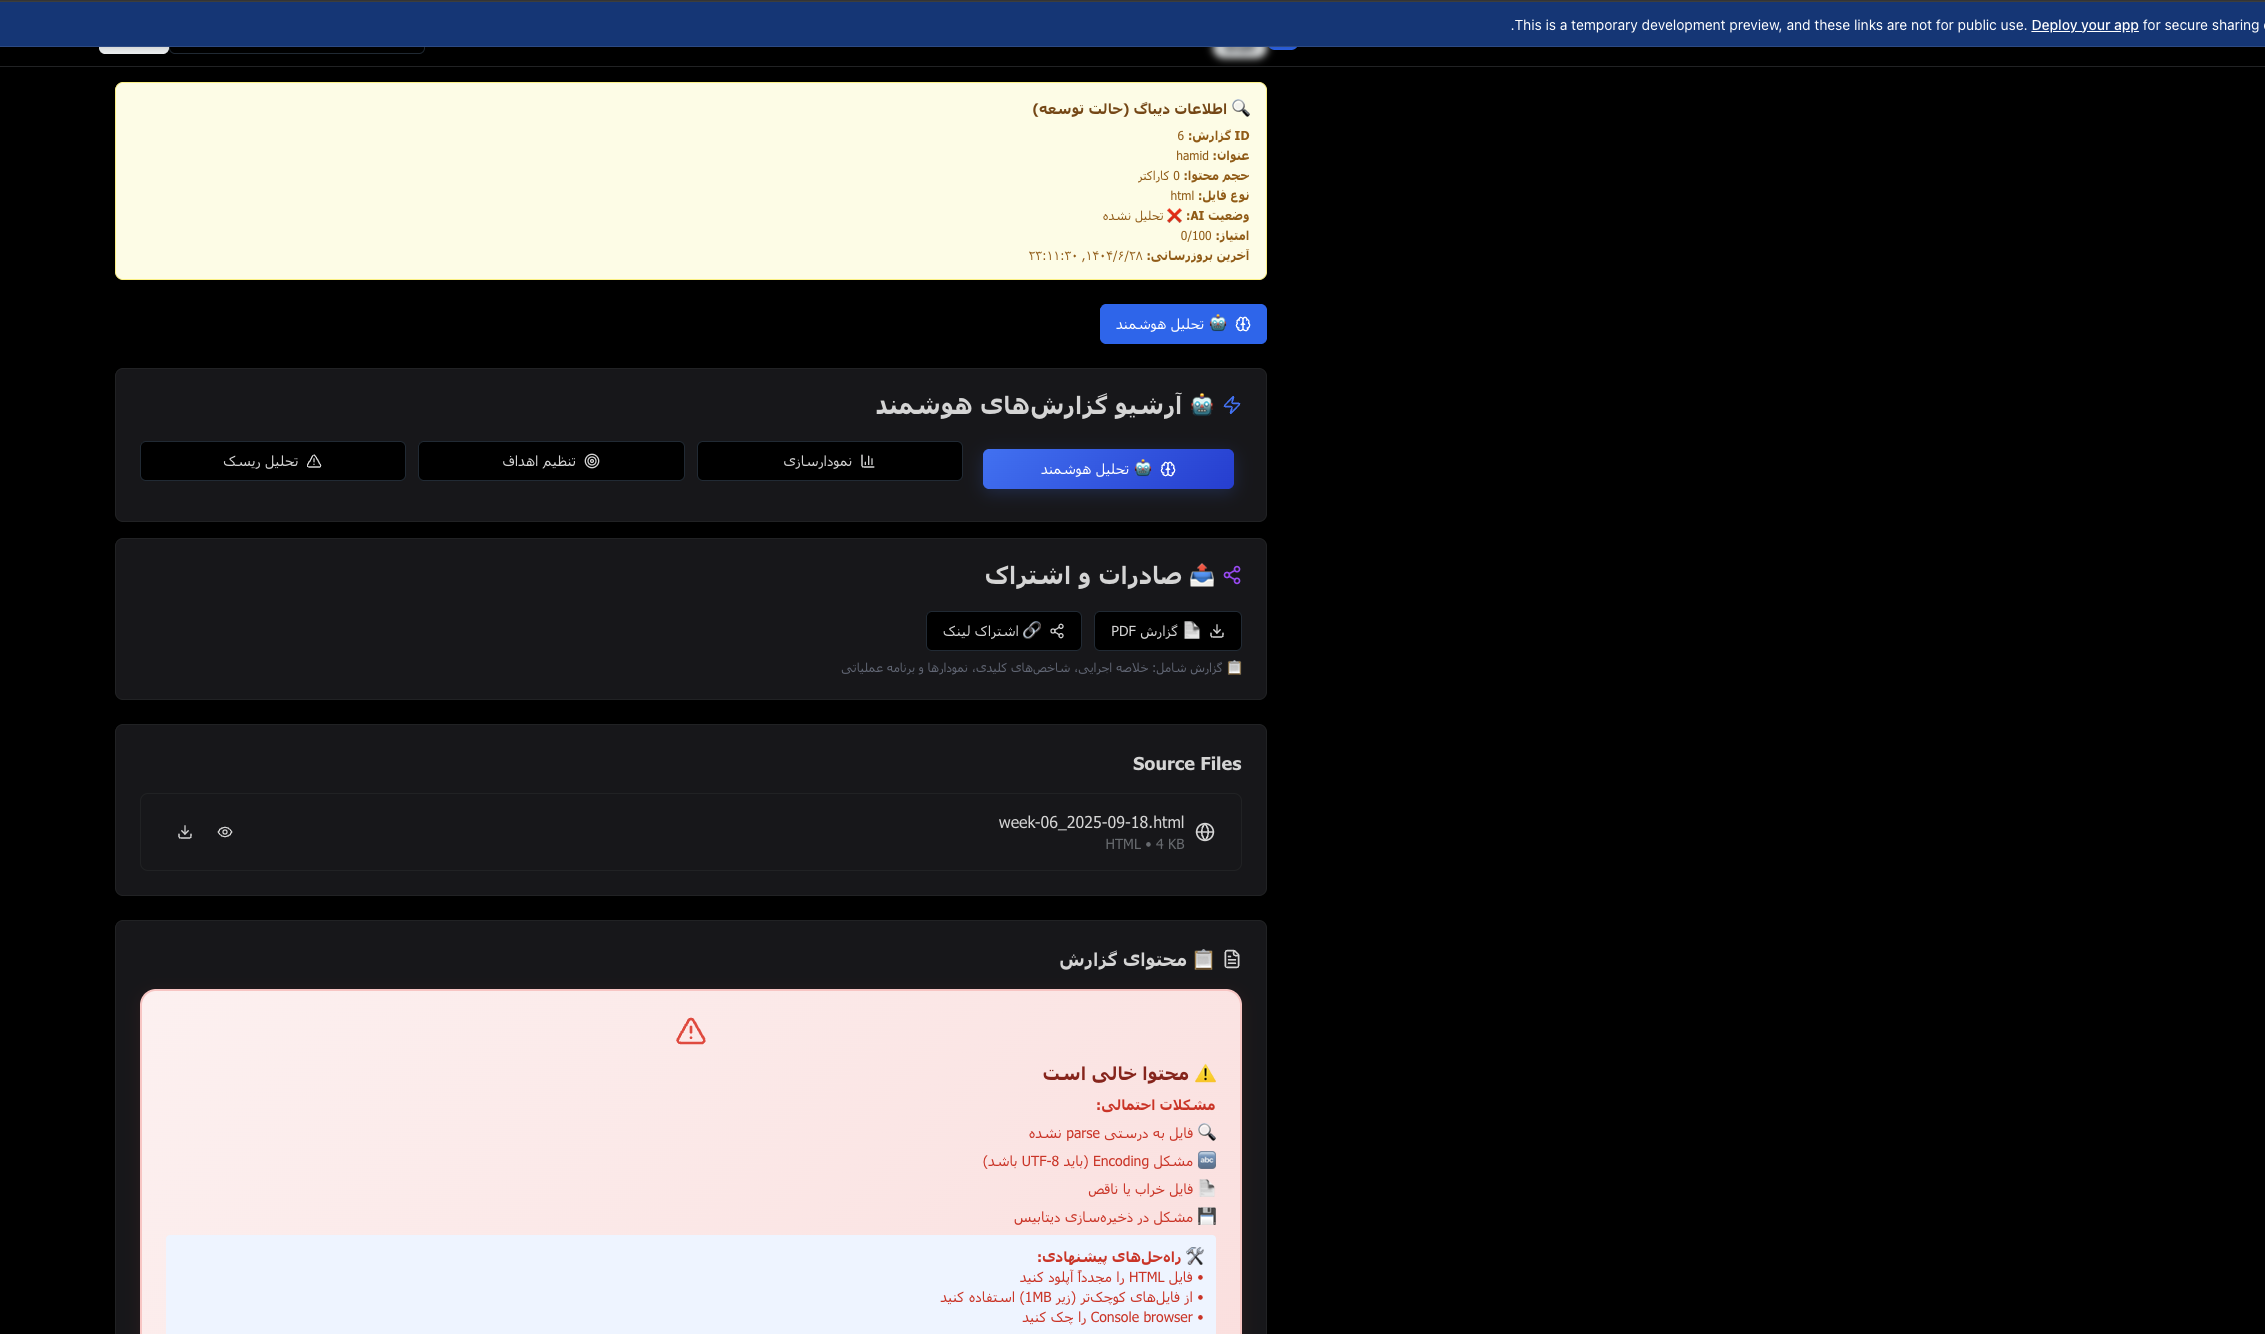 .This is a temporary development preview, and these links are not for public use. Deploy your app for secure sharing
🔍 اطلاعات دیباگ (حالت توسعه)
ID گزارش: 6
عنوان: hamid
حجم محتوا: 0 کاراکتر
نوع فایل: html
وضعیت AI: ❌ تحلیل نشده
امتیاز: 0/100
آخرین بروزرسانی: ۱۴۰۴/۶/۲۸, ۲۳:۱۱:۳۰
🤖 تحلیل هوشمند
🤖 آرشیو گزارش‌های هوشمند
🤖 تحلیل هوشمند
نمودارسازی
تنظیم اهداف
تحلیل ریسک
📤 صادرات و اشتراک
📄 گزارش PDF
🔗 اشتراک لینک
📋 گزارش شامل: خلاصه اجرایی، شاخص‌های کلیدی، نمودارها و برنامه عملیاتی
Source Files
week-06_2025-09-18.html
HTML • 4 KB
📋 محتوای گزارش
⚠️ محتوا خالی است
مشکلات احتمالی:
🔍 فایل به درستی parse نشده
🔤 مشکل Encoding (باید UTF-8 باشد)
📄 فایل خراب یا ناقص
💾 مشکل در ذخیره‌سازی دیتابیس
🛠️ راه‌حل‌های پیشنهادی:
• فایل HTML را مجدداً آپلود کنید
• از فایل‌های کوچک‌تر (زیر 1MB) استفاده کنید
• Console browser را چک کنید